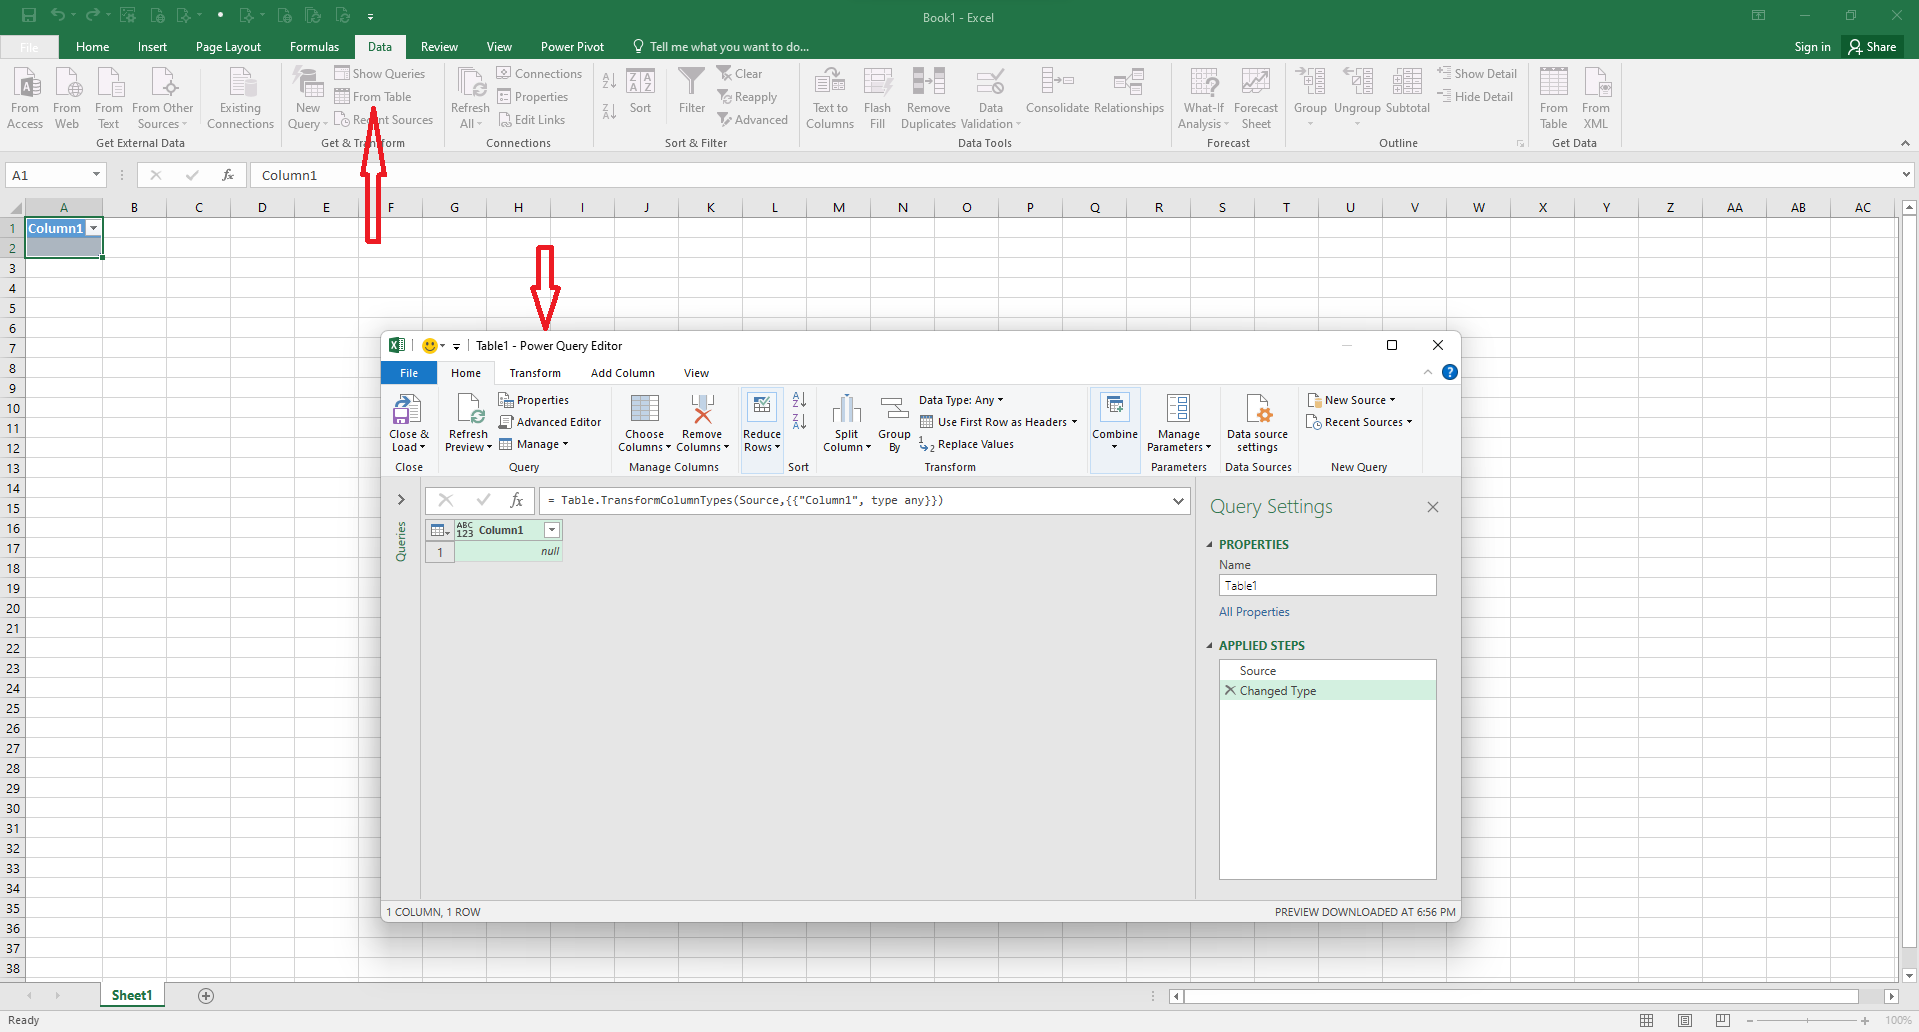 Book1 - Excel
File Home Insert Page Layout Formulas Data Review View Power Pivot Tell me what you want to do... Sign in Share
From Access
From Web
From Text
From Other Sources
Existing Connections
Get External Data
New Query
Show Queries
From Table
Recent Sources
Get & Transform
Refresh All
Connections
Properties
Edit Links
Connections
Sort
Filter
Clear
Reapply
Advanced
Sort & Filter
Text to Columns
Flash Fill
Remove Duplicates
Data Validation
Consolidate
Relationships
Data Tools
What-If Analysis
Forecast Sheet
Forecast
Group
Ungroup
Subtotal
Show Detail
Hide Detail
Outline
From Table
From XML
Get Data
A1 fx Column1
A B C D E F G H I J K L M N O P Q R S T U V W X Y Z AA AB AC
1 Column1
2
3
4
5
6
7
8
9
10
11
12
13
14
15
16
17
18
19
20
21
22
23
24
25
26
27
28
29
30
31
32
33
34
35
36
37
38
Table1 - Power Query Editor
File Home Transform Add Column View
Close & Load
Close
Refresh Preview
Properties
Advanced Editor
Manage
Query
Choose Columns
Remove Columns
Manage Columns
Reduce Rows
Sort
Split Column
Group By
Data Type: Any
Use First Row as Headers
Replace Values
Transform
Combine
Manage Parameters
Parameters
Data source settings
Data Sources
New Source
Recent Sources
New Query
Queries
fx = Table.TransformColumnTypes(Source,{{"Column1", type any}})
ABC 123 Column1
1 null
Query Settings
PROPERTIES
Name
Table1
All Properties
APPLIED STEPS
Source
Changed Type
1 COLUMN, 1 ROW PREVIEW DOWNLOADED AT 6:56 PM
Sheet1
Ready 100%